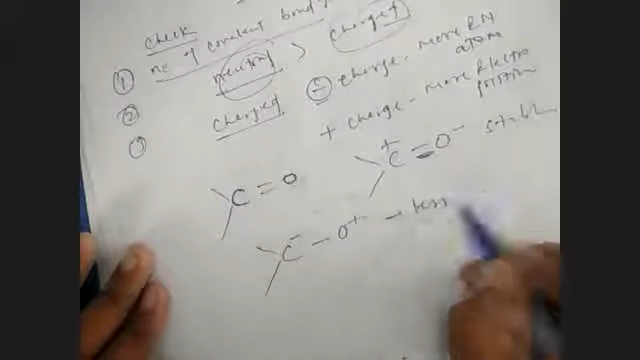 check
① no of covalent bond
② neutral > charged
① charged ⊖ charge - more EN atom
+ charge - more electro positive
C = O
C⁺ = O⁻ stable
C⁻ - O⁺ → less